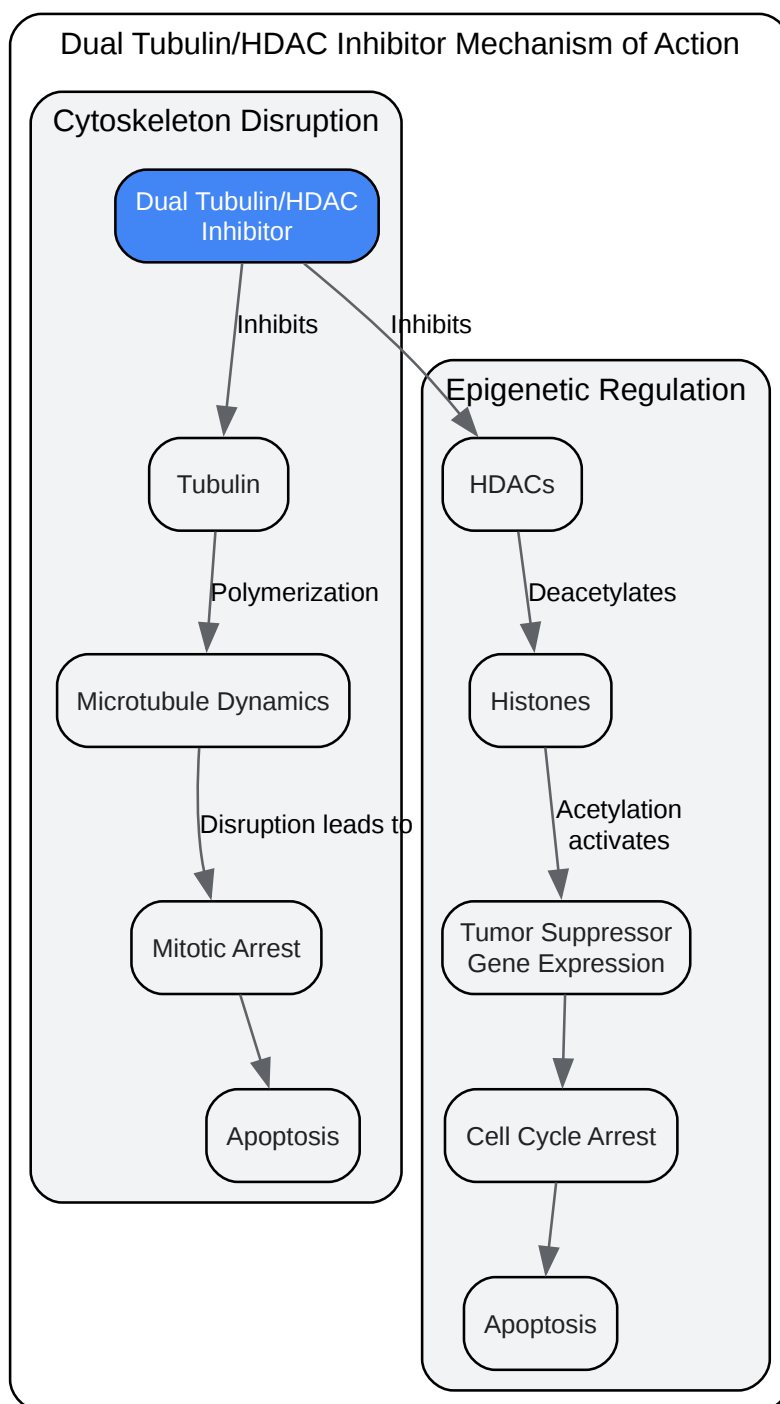 Dual Tubulin/HDAC Inhibitor Mechanism of Action
Cytoskeleton Disruption
Dual Tubulin/HDAC
Inhibitor
Inhibits
Tubulin
Polymerization
Microtubule Dynamics
Disruption leads to
Mitotic Arrest
Apoptosis
Inhibits
Epigenetic Regulation
HDACs
Deacetylates
Histones
Acetylation
activates
Tumor Suppressor
Gene Expression
Cell Cycle Arrest
Apoptosis